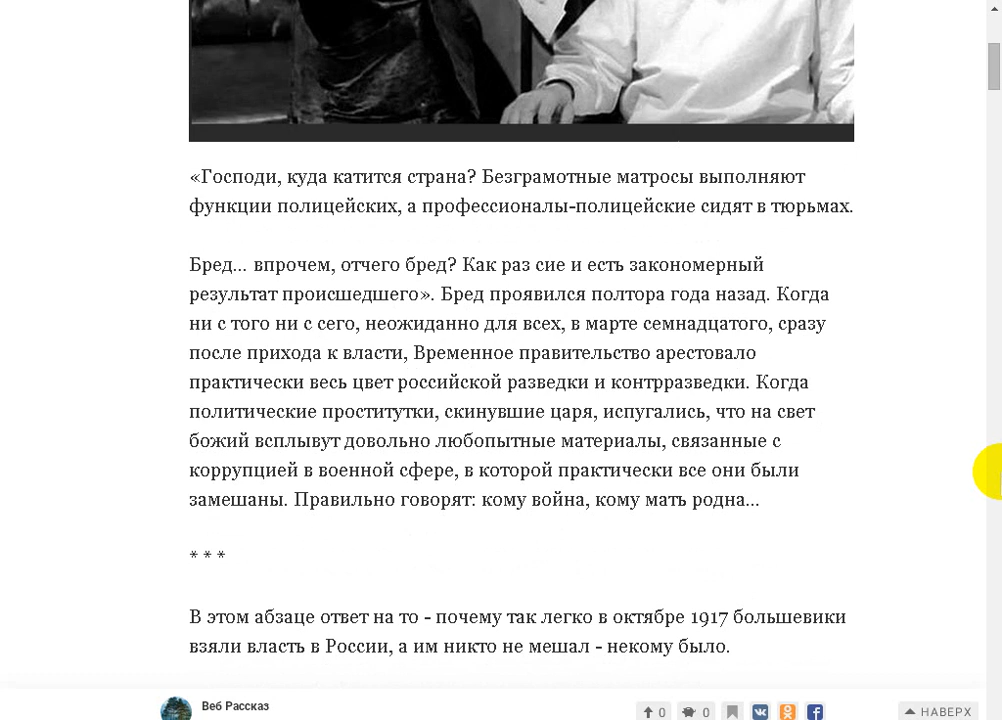 «Господи, куда катится страна? Безграмотные матросы выполняют
функции полицейских, а профессионалы-полицейские сидят в тюрьмах.
Бред... впрочем, отчего бред? Как раз сие и есть закономерный
результат происшедшего». Бред проявился полтора года назад. Когда
ни с того ни с сего, неожиданно для всех, в марте семнадцатого, сразу
после прихода к власти, Временное правительство арестовало
практически весь цвет российской разведки и контрразведки. Когда
политические проститутки, скинувшие царя, испугались, что на свет
божий всплывут довольно любопытные материалы, связанные с
коррупцией в военной сфере, в которой практически все они были
замешаны. Правильно говорят: кому война, кому мать родна...
* * *
В этом абзаце ответ на то - почему так легко в октябре 1917 большевики
взяли власть в России, а им никто не мешал - некому было.
Веб Рассказ
0 0 НАВЕРХ